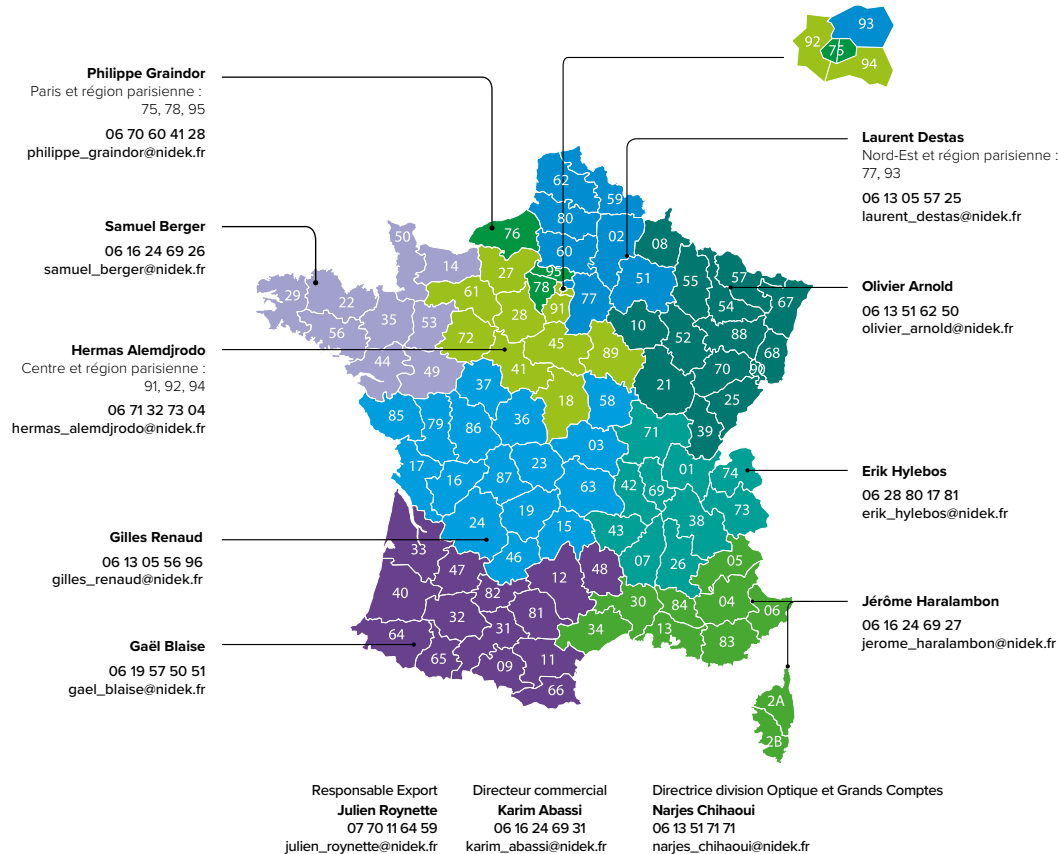 Philippe Graindor
Paris et région parisienne :
75, 78, 95
06 70 60 41 28
philippe_graindor@nidek.fr
Samuel Berger
06 16 24 69 26
samuel_berger@nidek.fr
Hermas Alemdjrodo
Centre et région parisienne :
91, 92, 94
06 71 32 73 04
hermas_alemdjrodo@nidek.fr
Gilles Renaud
06 13 05 56 96
gilles_renaud@nidek.fr
Gaël Blaise
06 19 57 50 51
gael_blaise@nidek.fr
93
92
75
94
62
59
80
02
76
60
08
50
14
27
95
51
55
57
78
67
61
77
54
29
22
91
35
53
28
10
88
56
72
45
52
68
89
70
90
44
49
41
21
37
25
18
58
85
79
36
71
39
86
03
17
23
01
74
16
87
42
69
63
19
73
24
38
15
43
33
46
07
26
05
47
12
48
40
82
30
84
04
06
32
81
34
13
64
31
83
65
09
11
66
2A
2B
Laurent Destas
Nord-Est et région parisienne :
77, 93
06 13 05 57 25
laurent_destas@nidek.fr
Olivier Arnold
06 13 51 62 50
olivier_arnold@nidek.fr
Erik Hylebos
06 28 80 17 81
erik_hylebos@nidek.fr
Jérôme Haralambon
06 16 24 69 27
jerome_haralambon@nidek.fr
Responsable Export
Julien Roynette
07 70 11 64 59
julien_roynette@nidek.fr
Directeur commercial
Karim Abassi
06 16 24 69 31
karim_abassi@nidek.fr
Directrice division Optique et Grands Comptes
Narjes Chihaoui
06 13 51 71 71
narjes_chihaoui@nidek.fr